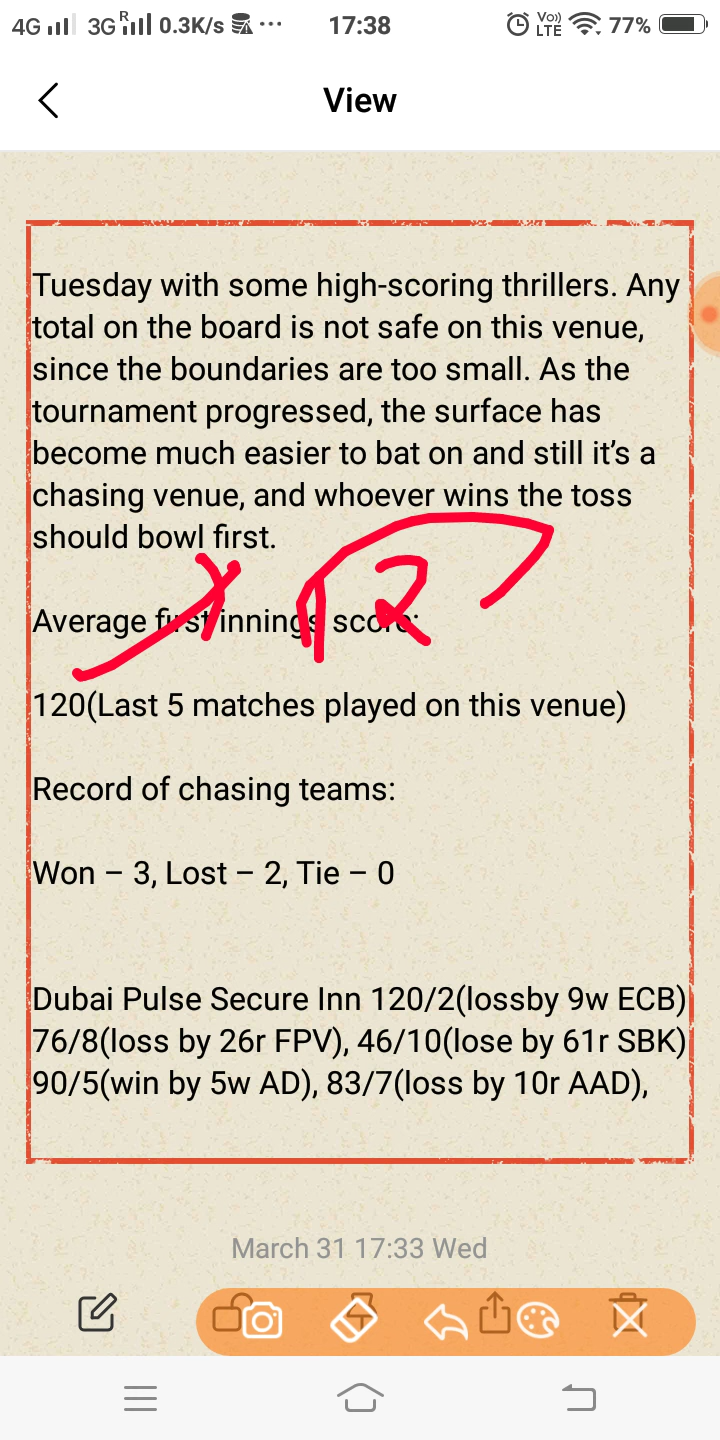 4G 3G R 0.3K/s ... 17:38 Vo)) LTE 77%
View
Tuesday with some high-scoring thrillers. Any
total on the board is not safe on this venue,
since the boundaries are too small. As the
tournament progressed, the surface has
become much easier to bat on and still it’s a
chasing venue, and whoever wins the toss
should bowl first.
Average first innings score:
120(Last 5 matches played on this venue)
Record of chasing teams:
Won – 3, Lost – 2, Tie – 0
Dubai Pulse Secure Inn 120/2(lossby 9w ECB)
76/8(loss by 26r FPV), 46/10(lose by 61r SBK)
90/5(win by 5w AD), 83/7(loss by 10r AAD),
March 31 17:33 Wed